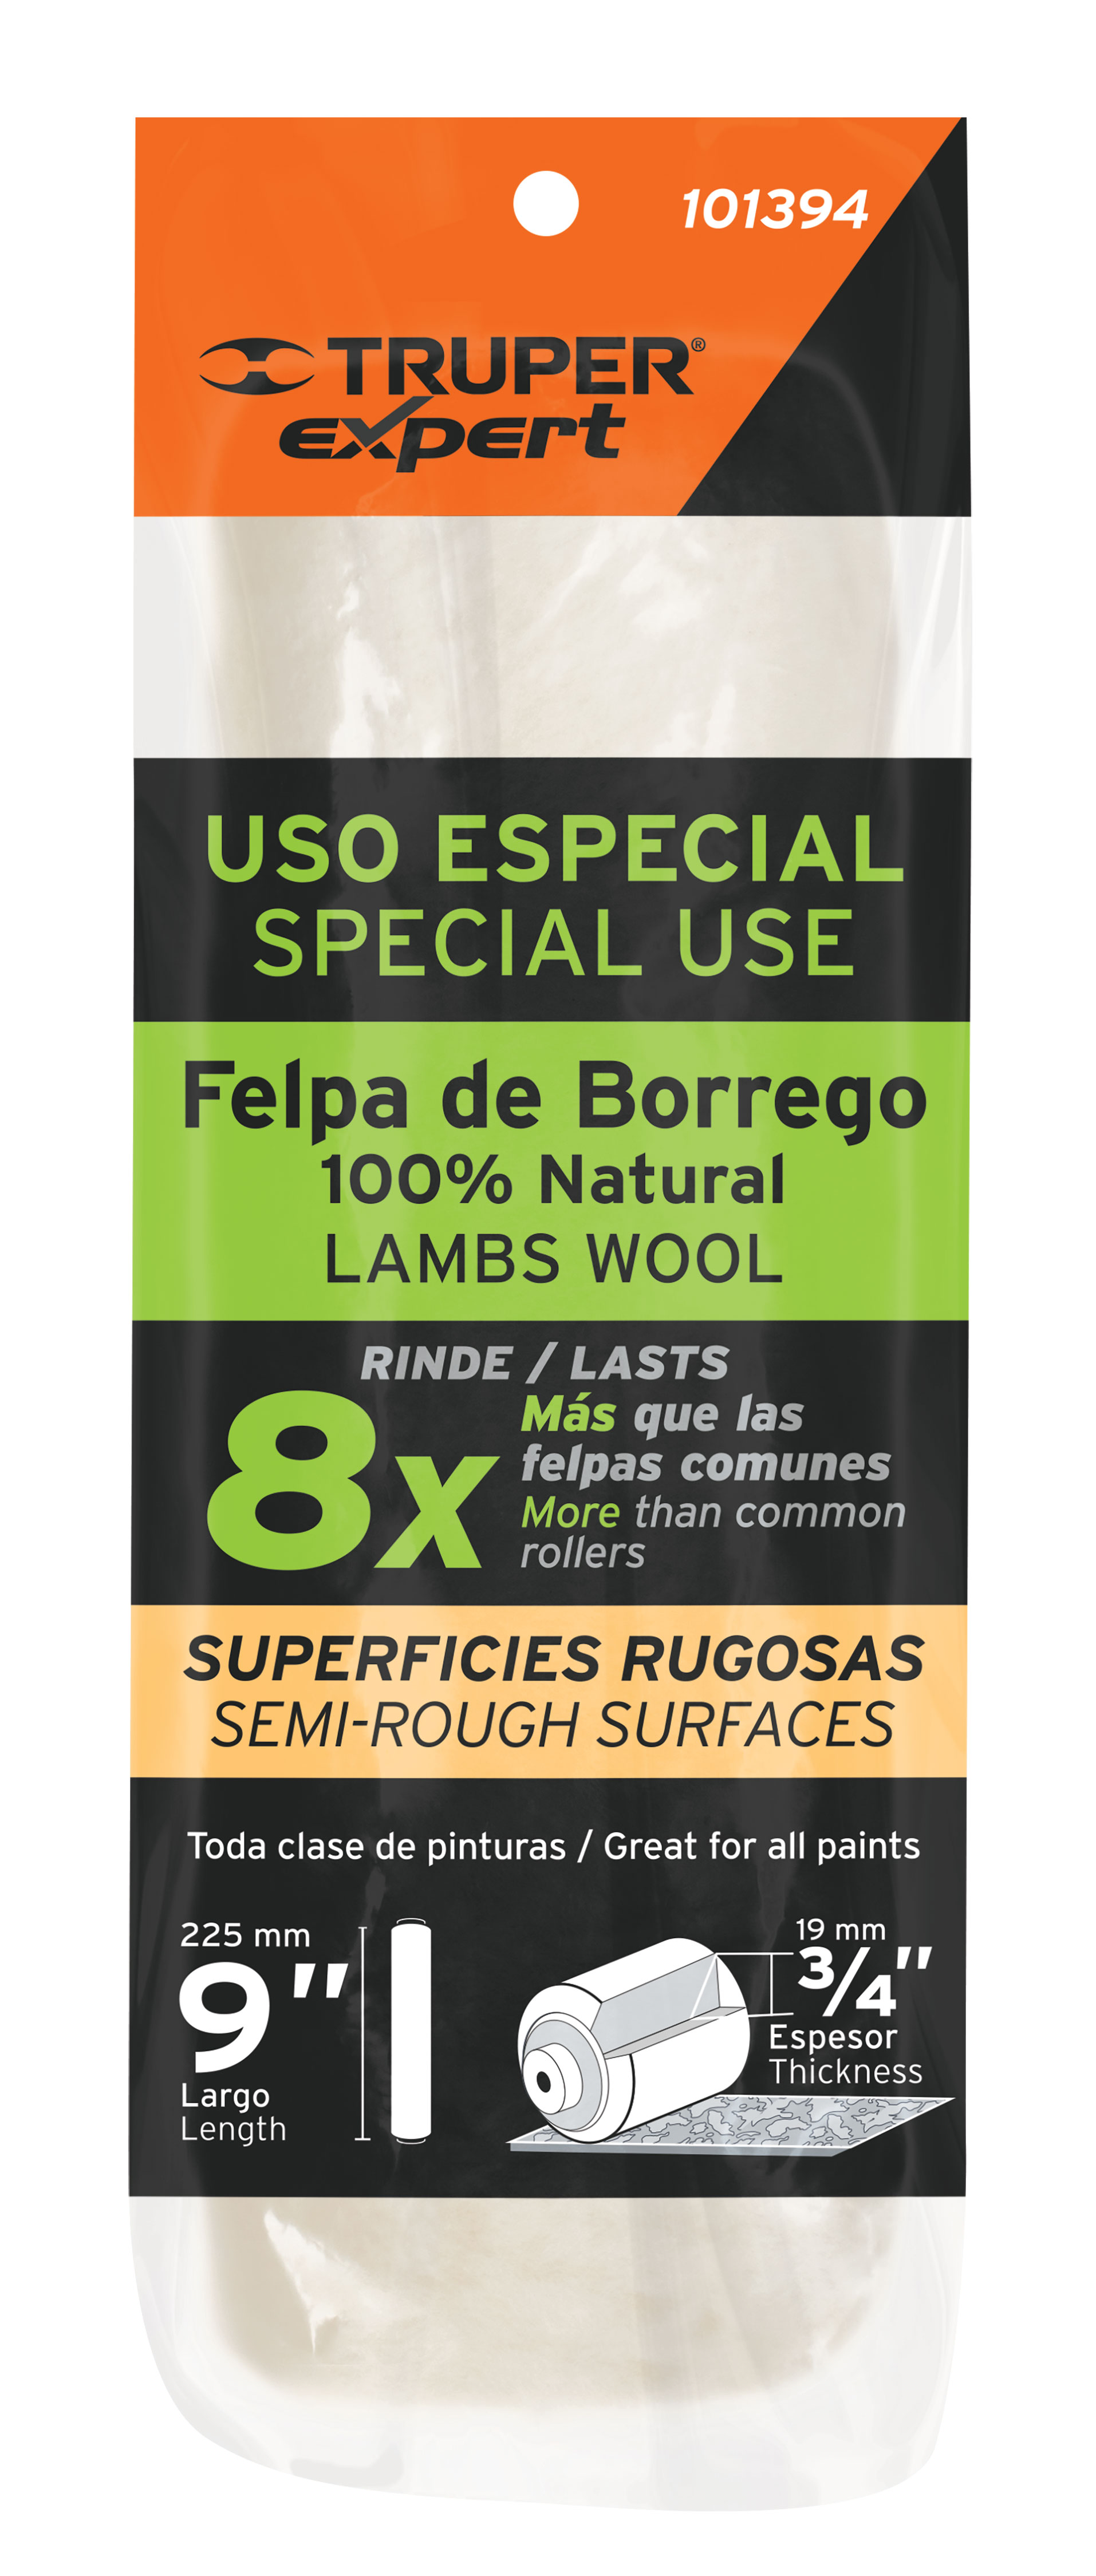 101394
TRUPER®
expert
USO ESPECIAL
SPECIAL USE
Felpa de Borrego
100% Natural
LAMBS WOOL
RINDE / LASTS
8x
Más que las
felpas comunes
More than common
rollers
SUPERFICIES RUGOSAS
SEMI-ROUGH SURFACES
Toda clase de pinturas / Great for all paints
225 mm
9"
Largo
Length
19 mm
3/4"
Espesor
Thickness